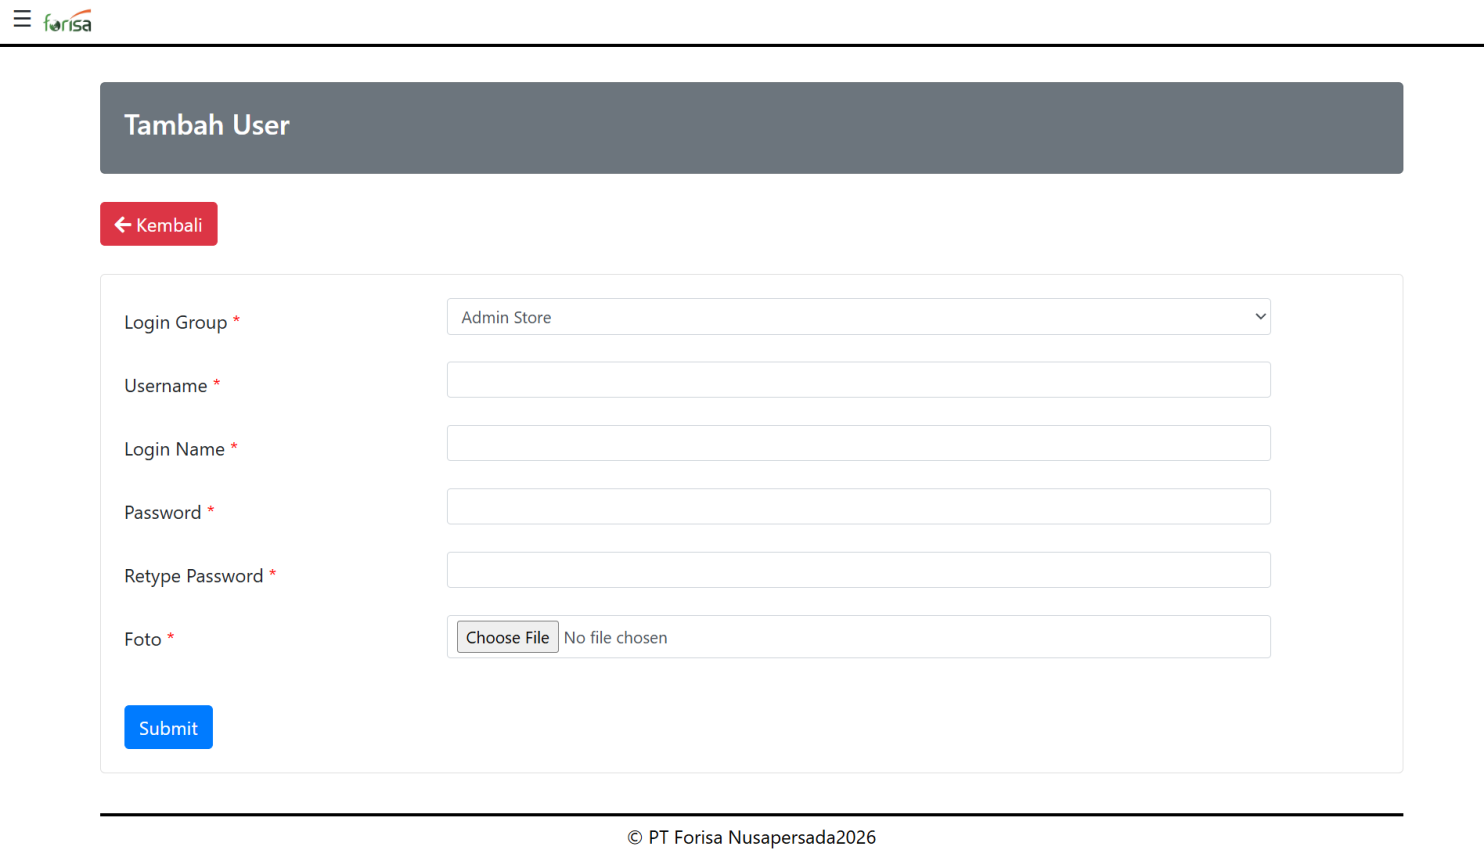 ☰ forisa
Tambah User
← Kembali
Login Group * Admin Store
Username *
Login Name *
Password *
Retype Password *
Foto * Choose File No file chosen
Submit
© PT Forisa Nusapersada2026